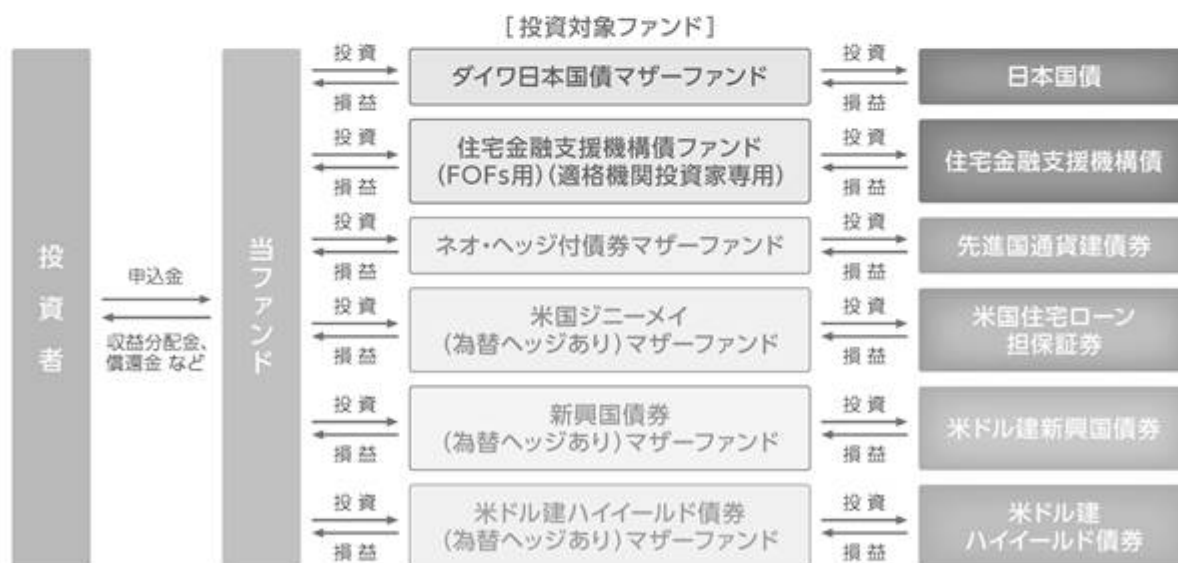 [投資対象ファンド]
投資者
申込金
収益分配金、
償還金 など
当ファンド
投資
損益
ダイワ日本国債マザーファンド
投資
損益
日本国債
投資
損益
住宅金融支援機構債ファンド
(FOFs用)(適格機関投資家専用)
投資
損益
住宅金融支援機構債
投資
損益
ネオ・ヘッジ付債券マザーファンド
投資
損益
先進国通貨建債券
投資
損益
米国ジニーメイ
(為替ヘッジあり)マザーファンド
投資
損益
米国住宅ローン
担保証券
投資
損益
新興国債券
(為替ヘッジあり)マザーファンド
投資
損益
米ドル建新興国債券
投資
損益
米ドル建ハイイールド債券
(為替ヘッジあり)マザーファンド
投資
損益
米ドル建
ハイイールド債券